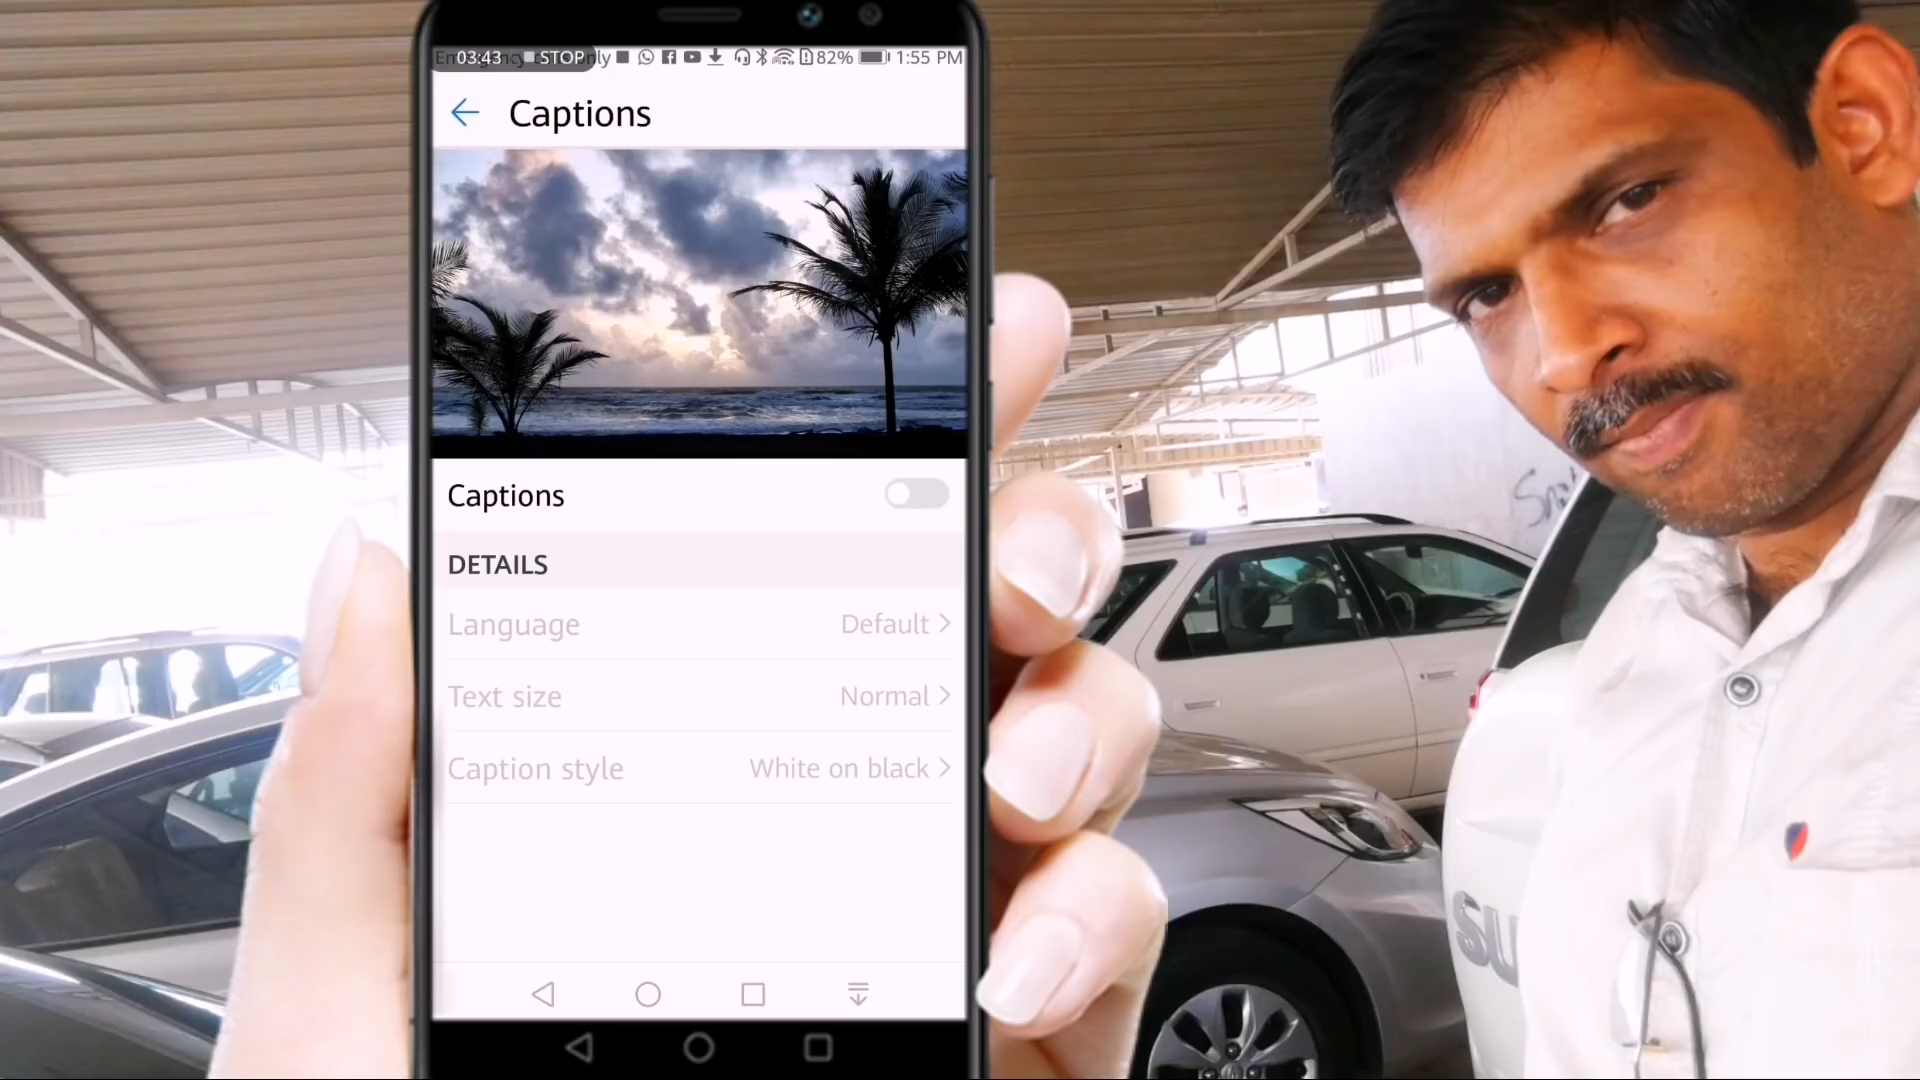 03:43 STOP 82% 1:55 PM
Captions
Captions
DETAILS
Language Default
Text size Normal
Caption style White on black
SU